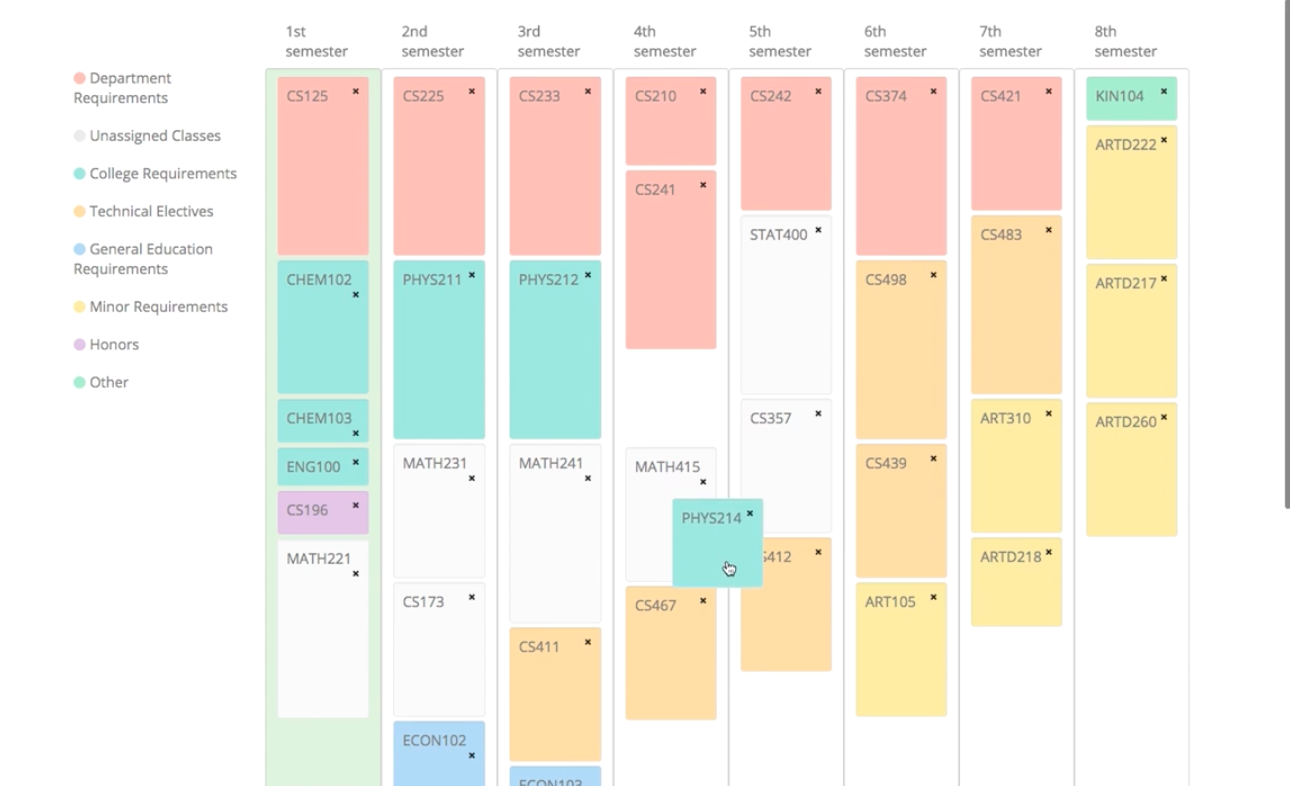 1st
semester
2nd
semester
3rd
semester
4th
semester
5th
semester
6th
semester
7th
semester
8th
semester
Department
Requirements
Unassigned Classes
College Requirements
Technical Electives
General Education
Requirements
Minor Requirements
Honors
Other
CS125
CHEM102
CHEM103
ENG100
CS196
MATH221
CS225
PHYS211
MATH231
CS173
ECON102
CS233
PHYS212
MATH241
CS411
ECON103
CS210
CS241
MATH415
PHYS214
CS467
CS242
STAT400
CS357
S412
CS374
CS498
CS439
ART105
CS421
CS483
ART310
ARTD218
KIN104
ARTD222
ARTD217
ARTD260